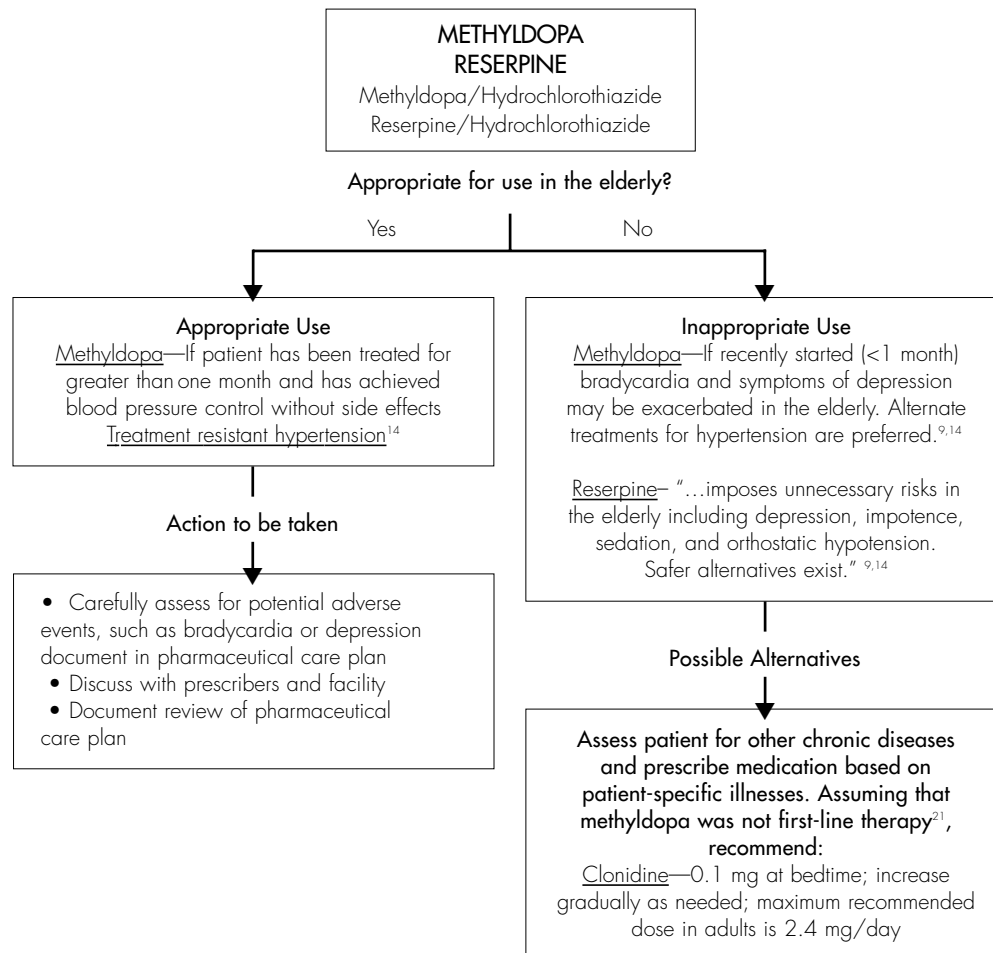 METHYLDOPA
RESERPINE
Methyldopa/Hydrochlorothiazide
Reserpine/Hydrochlorothiazide
Appropriate for use in the elderly?
Yes
No
Appropriate Use
Methyldopa—If patient has been treated for
greater than one month and has achieved
blood pressure control without side effects
Treatment resistant hypertension14
Action to be taken
• Carefully assess for potential adverse
events, such as bradycardia or depression
document in pharmaceutical care plan
• Discuss with prescribers and facility
• Document review of pharmaceutical
care plan
Inappropriate Use
Methyldopa—If recently started (<1 month)
bradycardia and symptoms of depression
may be exacerbated in the elderly. Alternate
treatments for hypertension are preferred.9,14
Reserpine– “…imposes unnecessary risks in
the elderly including depression, impotence,
sedation, and orthostatic hypotension.
Safer alternatives exist.” 9,14
Possible Alternatives
Assess patient for other chronic diseases
and prescribe medication based on
patient-specific illnesses. Assuming that
methyldopa was not first-line therapy21,
recommend:
Clonidine—0.1 mg at bedtime; increase
gradually as needed; maximum recommended
dose in adults is 2.4 mg/day